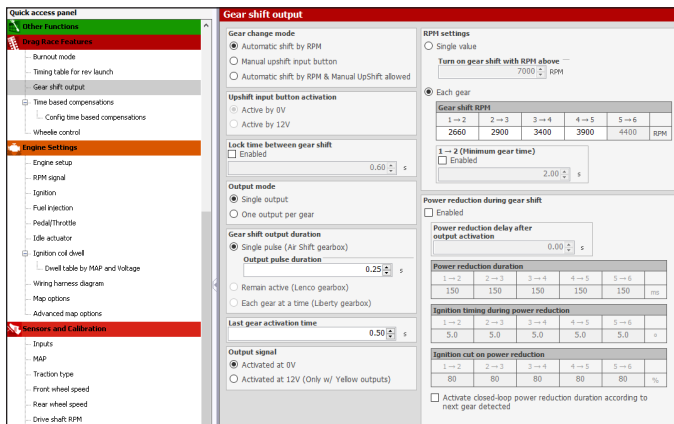 Quick access panel
Other Functions
Drag Race Features
Burnout mode
Timing table for rev launch
Gear shift output
Time based compensations
Config time based compensations
Wheelie control
Engine Settings
Engine setup
RPM signal
Ignition
Fuel injection
Pedal/Throttle
Idle actuator
Ignition coil dwell
Dwell table by MAP and Voltage
Wiring harness diagram
Map options
Advanced map options
Sensors and Calibration
Inputs
MAP
Traction type
Front wheel speed
Rear wheel speed
Drive shaft RPM
Gear shift output
Gear change mode
Automatic shift by RPM
Manual upshift input button
Automatic shift by RPM & Manual UpShift allowed
Upshift input button activation
Active by 0V
Active by 12V
Lock time between gear shift
Enabled
0.60 s
Output mode
Single output
One output per gear
Gear shift output duration
Single pulse (Air Shift gearbox)
Output pulse duration
0.25 s
Remain active (Lenco gearbox)
Each gear at a time (Liberty gearbox)
Last gear activation time
0.50 s
Output signal
Activated at 0V
Activated at 12V (Only w/ Yellow outputs)
RPM settings
Single value
Turn on gear shift with RPM above
7000 RPM
Each gear
Gear shift RPM
1 → 2 2 → 3 3 → 4 4 → 5 5 → 6
2660 2900 3400 3900 4400 RPM
1 → 2 (Minimum gear time)
Enabled
2.00 s
Power reduction during gear shift
Enabled
Power reduction delay after
output activation
0.00 s
Power reduction duration
1 → 2 2 → 3 3 → 4 4 → 5 5 → 6
150 150 150 150 150 ms
Ignition timing during power reduction
1 → 2 2 → 3 3 → 4 4 → 5 5 → 6
5.0 5.0 5.0 5.0 5.0 °
Ignition cut on power reduction
1 → 2 2 → 3 3 → 4 4 → 5 5 → 6
80 80 80 80 80 %
Activate closed-loop power reduction duration according to
next gear detected